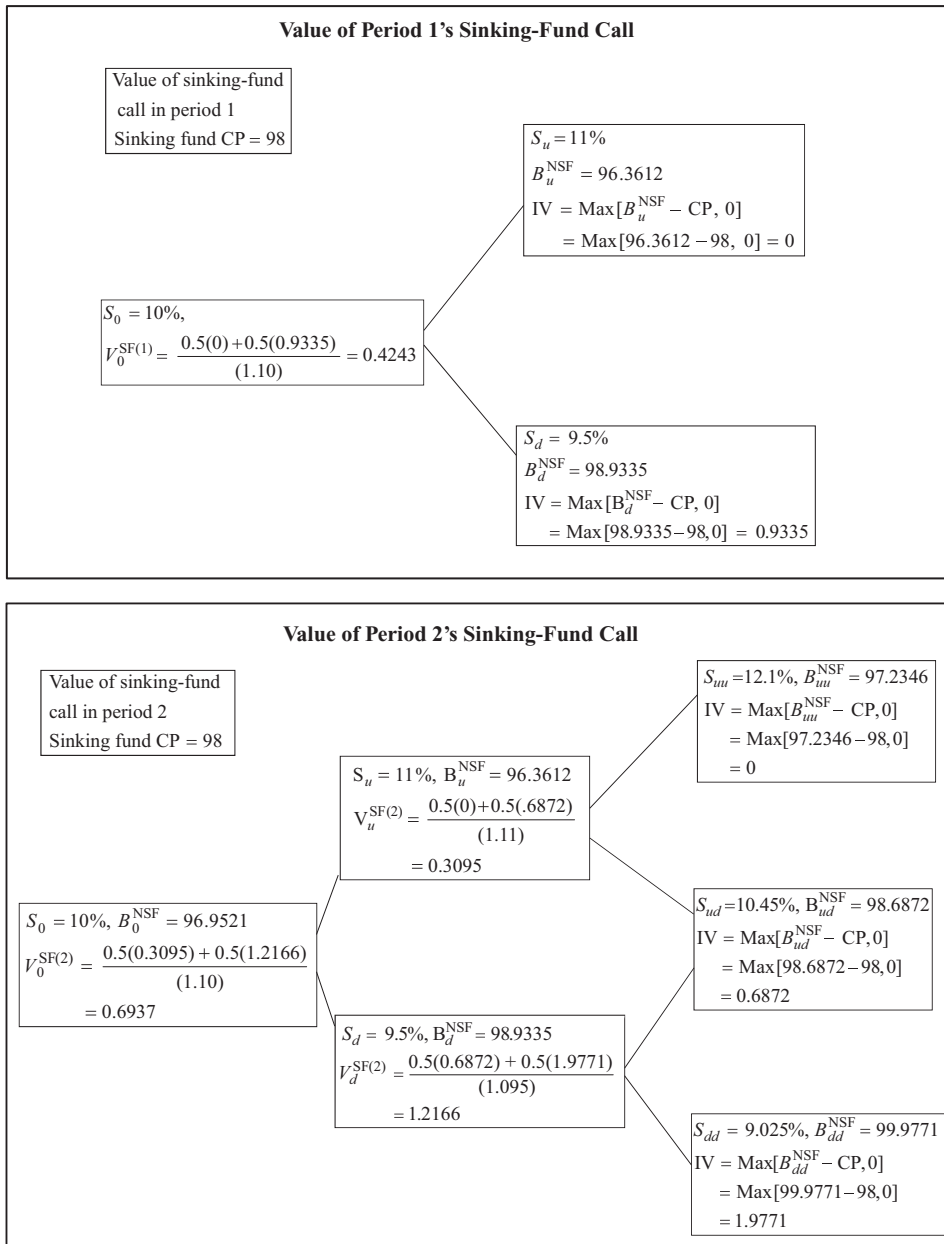 Value of Period 1's Sinking-Fund Call
Value of sinking-fund
call in period 1
Sinking fund CP = 98
S_u = 11%
B_u^NSF = 96.3612
IV = Max[B_u^NSF − CP, 0]
= Max[96.3612 − 98, 0] = 0
S_0 = 10%,
V_0^SF(1) = 0.5(0) + 0.5(0.9335) / (1.10) = 0.4243
S_d = 9.5%
B_d^NSF = 98.9335
IV = Max[B_d^NSF − CP, 0]
= Max[98.9335 − 98, 0] = 0.9335
Value of Period 2's Sinking-Fund Call
Value of sinking-fund
call in period 2
Sinking fund CP = 98
S_uu = 12.1%, B_uu^NSF = 97.2346
IV = Max[B_uu^NSF − CP, 0]
= Max[97.2346 − 98, 0]
= 0
S_u = 11%, B_u^NSF = 96.3612
V_u^SF(2) = 0.5(0) + 0.5(.6872) / (1.11)
= 0.3095
S_0 = 10%, B_0^NSF = 96.9521
V_0^SF(2) = 0.5(0.3095) + 0.5(1.2166) / (1.10)
= 0.6937
S_ud = 10.45%, B_ud^NSF = 98.6872
IV = Max[B_ud^NSF − CP, 0]
= Max[98.6872 − 98, 0]
= 0.6872
S_d = 9.5%, B_d^NSF = 98.9335
V_d^SF(2) = 0.5(0.6872) + 0.5(1.9771) / (1.095)
= 1.2166
S_dd = 9.025%, B_dd^NSF = 99.9771
IV = Max[B_dd^NSF − CP, 0]
= Max[99.9771 − 98, 0]
= 1.9771